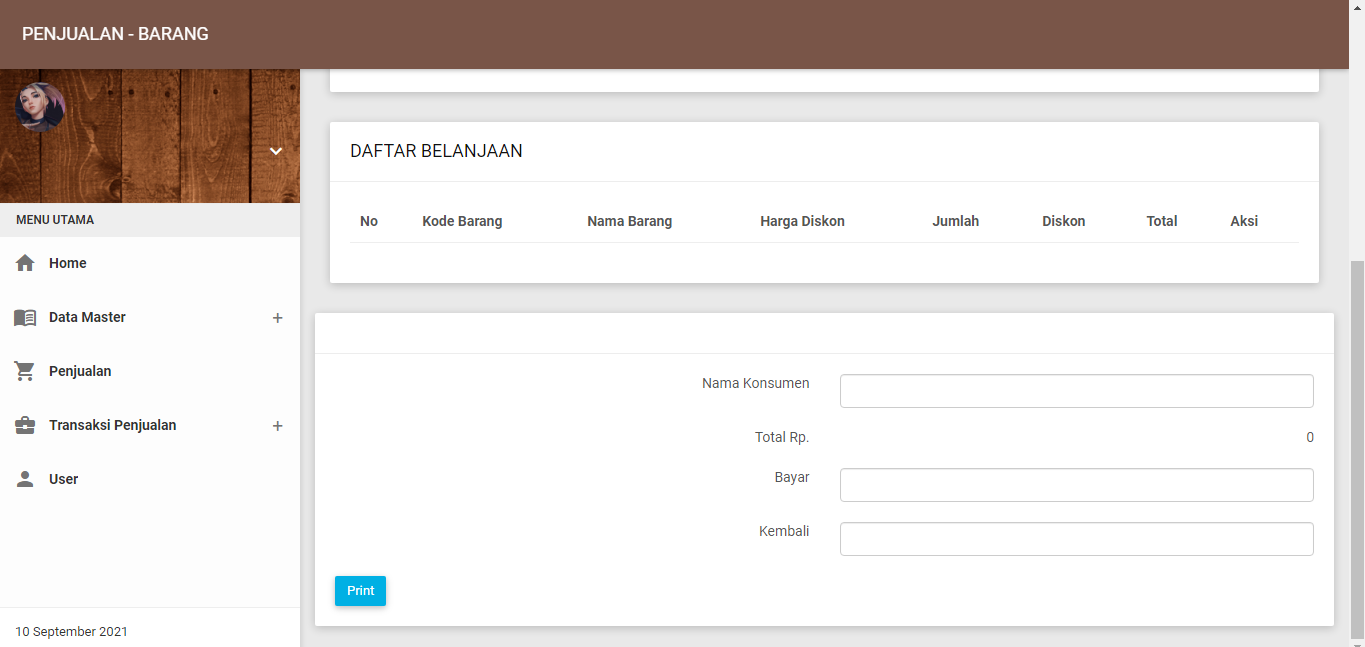 PENJUALAN - BARANG
MENU UTAMA
Home
Data Master +
Penjualan
Transaksi Penjualan +
User
10 September 2021
DAFTAR BELANJAAN
No Kode Barang Nama Barang Harga Diskon Jumlah Diskon Total Aksi
Nama Konsumen
Total Rp. 0
Bayar
Kembali
Print